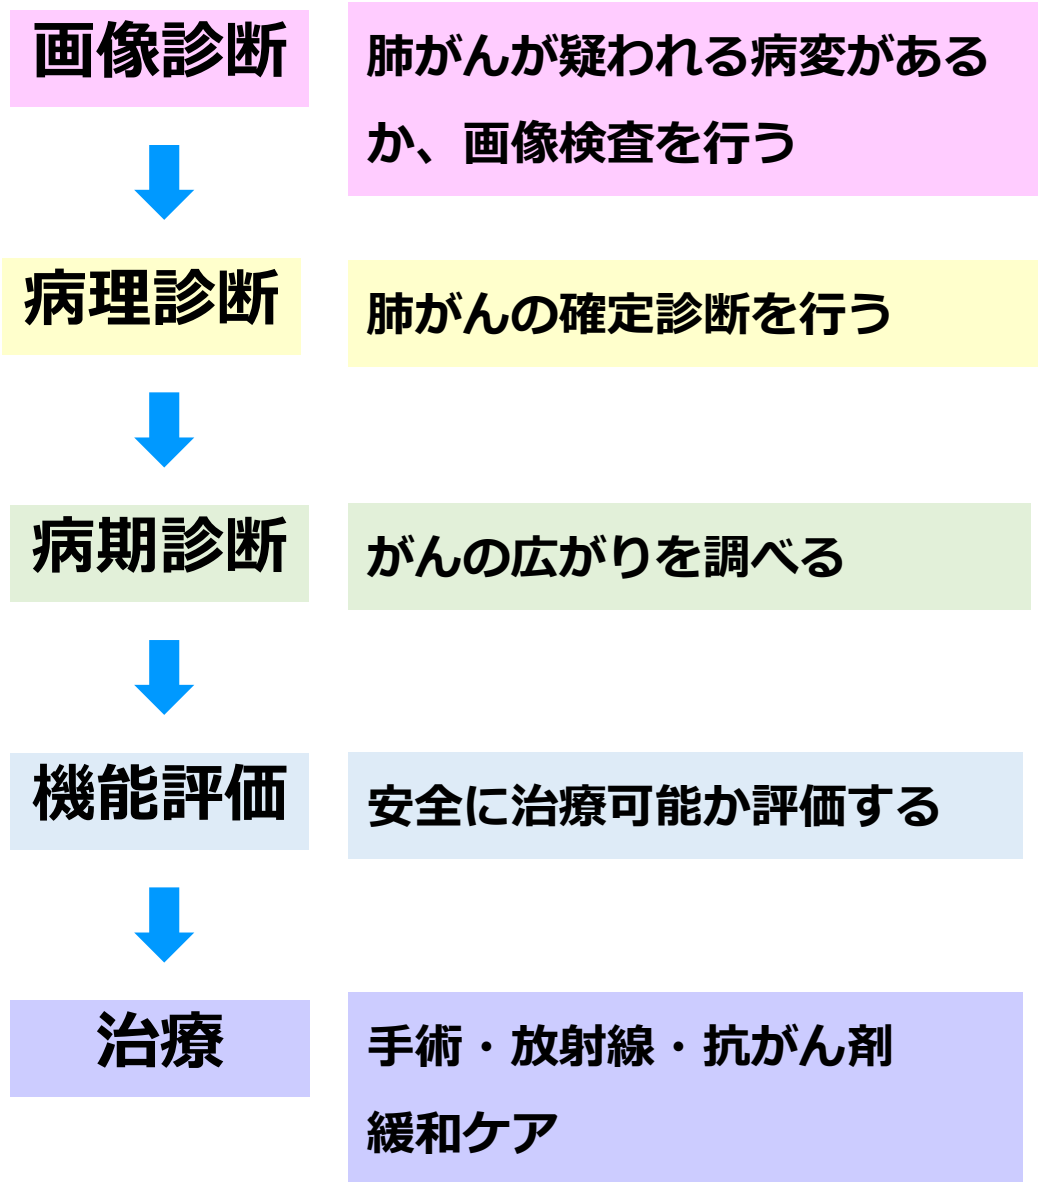 画像診断
肺がんが疑われる病変がある
か、画像検査を行う
病理診断
肺がんの確定診断を行う
病期診断
がんの広がりを調べる
機能評価
安全に治療可能か評価する
治療
手術・放射線・抗がん剤
緩和ケア